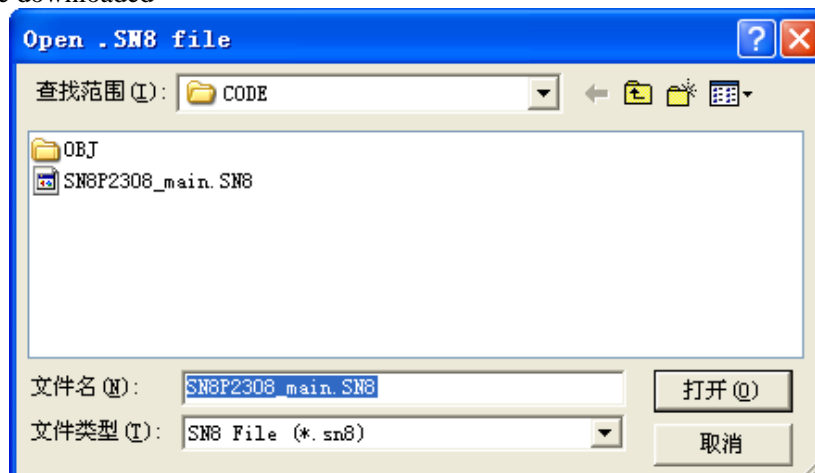 e downloaded
Open .SN8 file
查找范围(I): CODE
OBJ
SN8P2308_main.SN8
文件名(N): SN8P2308_main.SN8 打开(O)
文件类型(T): SN8 File (*.sn8) 取消